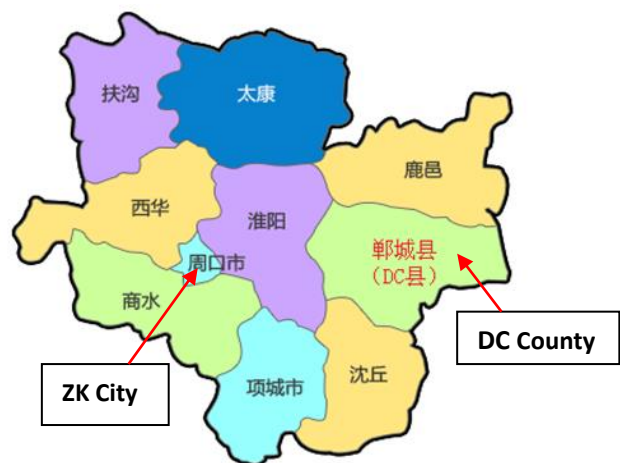 扶沟
太康
鹿邑
西华
淮阳
周口市
郸城县
（DC县）
商水
DC County
ZK City
项城市
沈丘